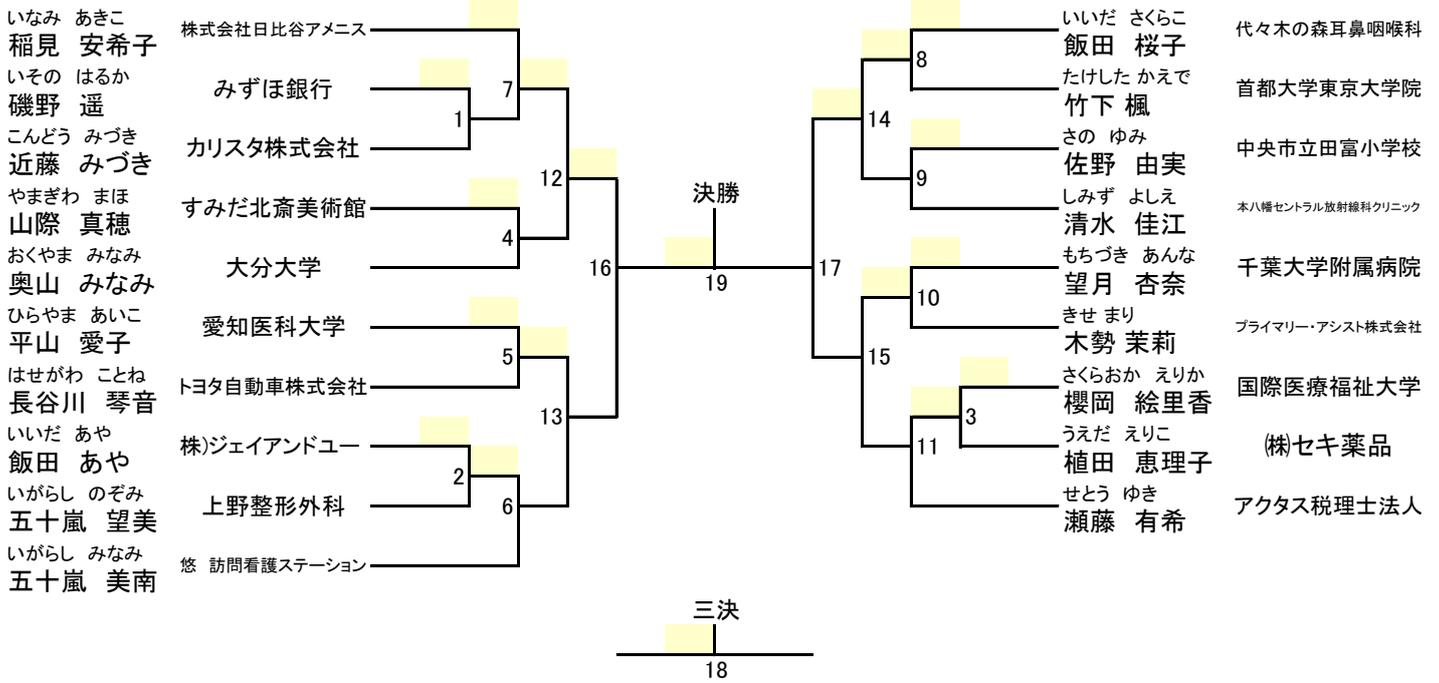 いなみ　あきこ
稲見　安希子
株式会社日比谷アメニス
いその　はるか
磯野　遥
みずほ銀行
こんどう　みづき
近藤　みづき
カリスタ株式会社
やまぎわ　まほ
山際　真穂
すみだ北斎美術館
おくやま　みなみ
奥山　みなみ
大分大学
ひらやま　あいこ
平山　愛子
愛知医科大学
はせがわ　ことね
長谷川　琴音
トヨタ自動車株式会社
いいだ　あや
飯田　あや
株)ジェイアンドユー
いがらし　のぞみ
五十嵐　望美
上野整形外科
いがらし　みなみ
五十嵐　美南
悠　訪問看護ステーション
7
1
12
4
16
5
13
2
6
決勝
19
三決
18
8
14
9
17
10
15
3
11
いいだ　さくらこ
飯田　桜子
代々木の森耳鼻咽喉科
たけした かえで
竹下 楓
首都大学東京大学院
さの　ゆみ
佐野　由実
中央市立田富小学校
しみず　よしえ
清水　佳江
本八幡セントラル放射線科クリニック
もちづき　あんな
望月　杏奈
千葉大学附属病院
きせ まり
木勢 茉莉
プライマリー・アシスト株式会社
さくらおか　えりか
櫻岡　絵里香
国際医療福祉大学
うえだ　えりこ
植田　恵理子
㈱セキ薬品
せとう　ゆき
瀬藤　有希
アクタス税理士法人